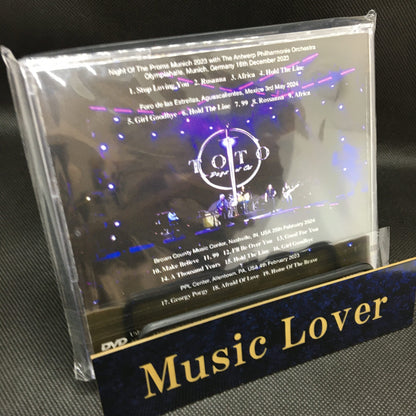 Night Of The Proms Munich 2023 with The Antwerp Philharmonic Orchestra
Olympiahalle, Munich, Germany 16th December 2023
1. Stop Loving You 2. Rosanna 3. Africa 4. Hold The Line
Foro de las Estrellas, Aguascalientes, Mexico 3rd May 2024
5. Girl Goodbye 6. Hold The Line 7. 99 8. Rosanna 9. Africa
TOTO
Dogz of Oz
Brown County Music Center, Nashville, IN, USA 25th February 2024
10. Make Believe 11. 99 12. I'll Be Over You 13. Good For You
14. A Thousand Years 15. Hold The Line 16. Girl Goodbye
PPL Center, Allentown, PA, USA 4th February 2023
17. Georgy Porgy 18. Afraid Of Love 19. Home Of The Brave
DVD
Music Lover